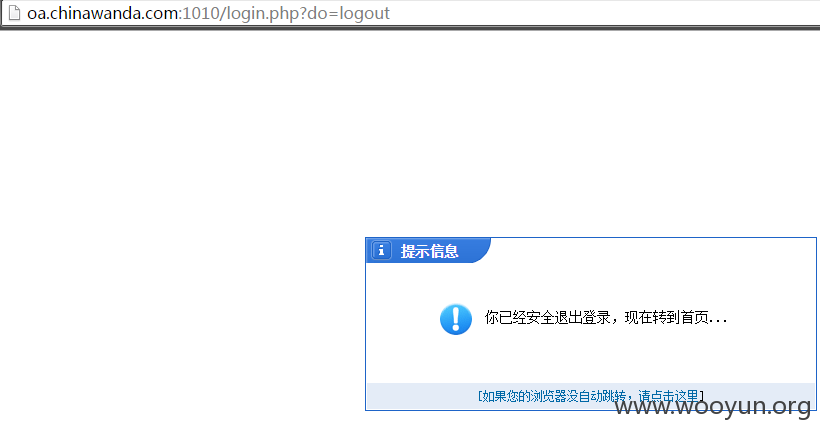 oa.chinawanda.com:1010/login.php?do=logout
提示信息
你已经安全退出登录，现在转到首页...
[如果您的浏览器没自动跳转，请点击这里]
www.wooyun.org